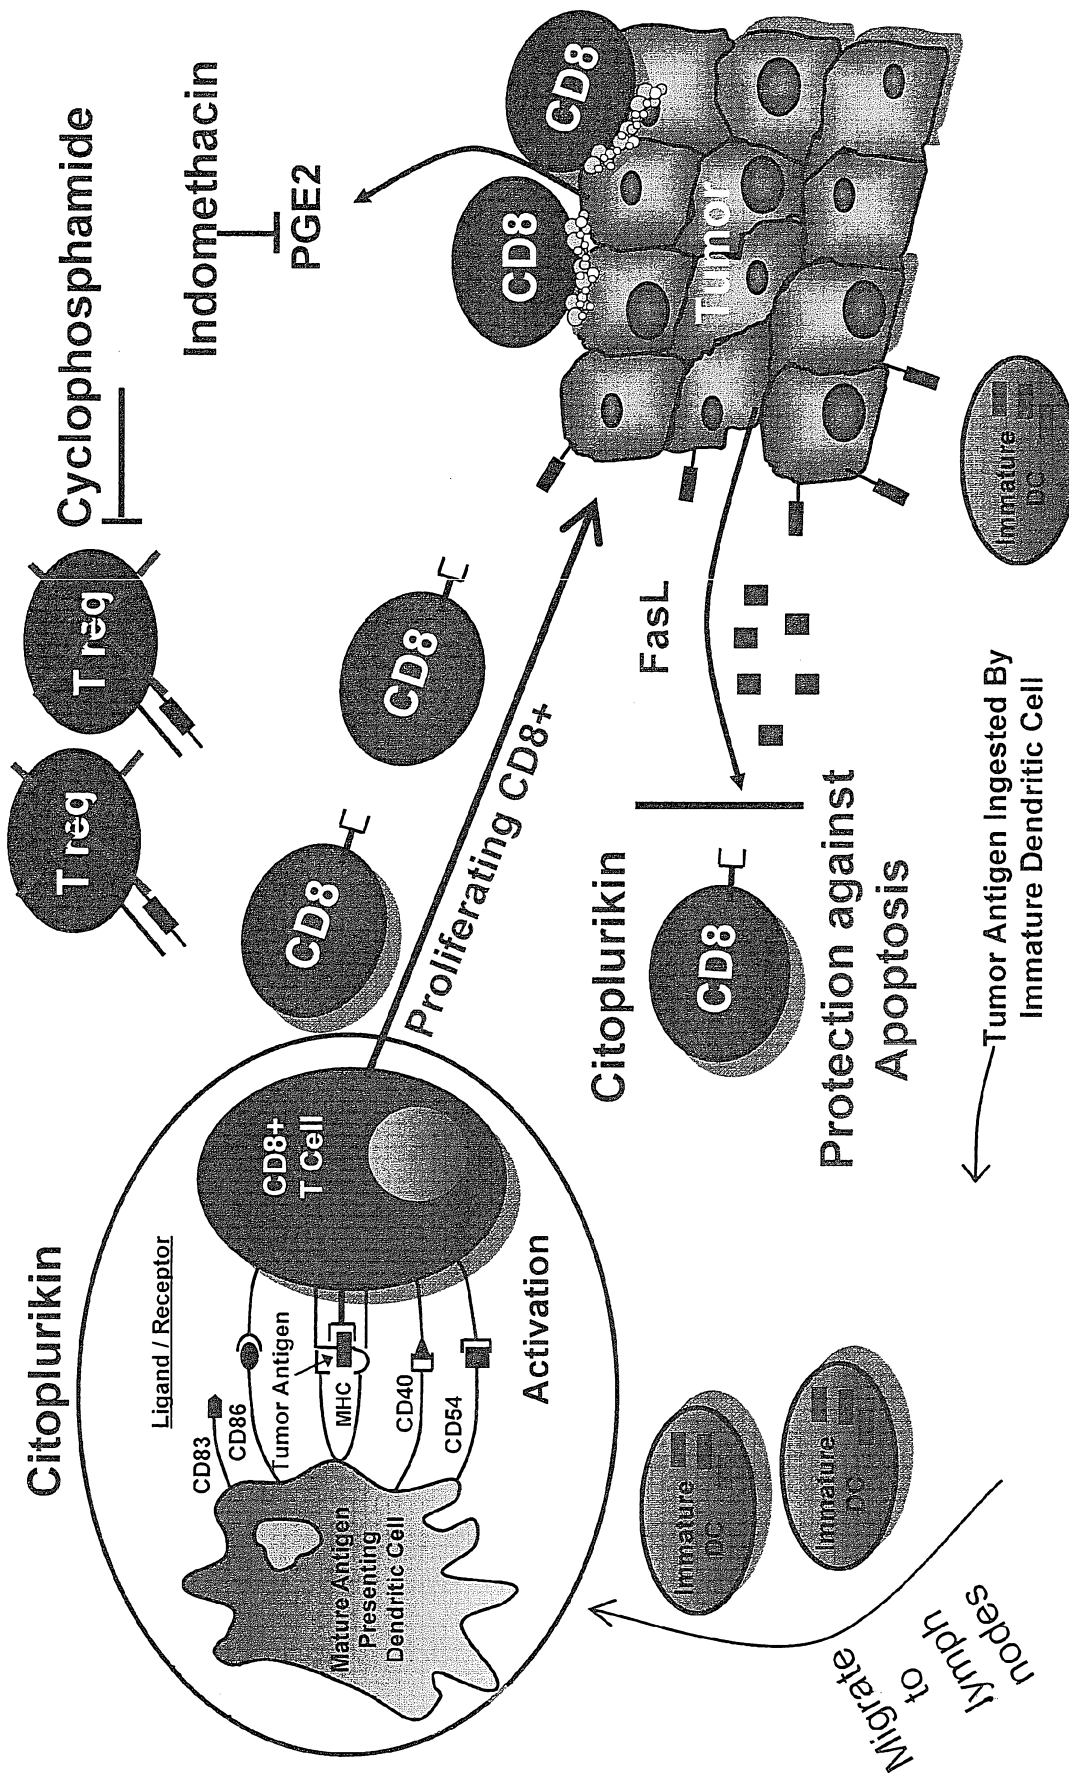 Citoplurikin
Ligand / Receptor
CD83
CD86
Tumor Antigen
MHC
CD40
CD54
Mature Antigen
Presenting
Dendritic Cell
CD8+
T Cell
Activation
T reg
T reg
Cyclophosphamide
Indomethacin
PGE2
CD8
CD8
Proliferating CD8+
CD8
CD8
Tumor
FasL
Citoplurikin
CD8
Protection against
Apoptosis
Immature
DC
Tumor Antigen Ingested By
Immature Dendritic Cell
Immature
DC
Immature
DC
Migrate
to
lymph
nodes